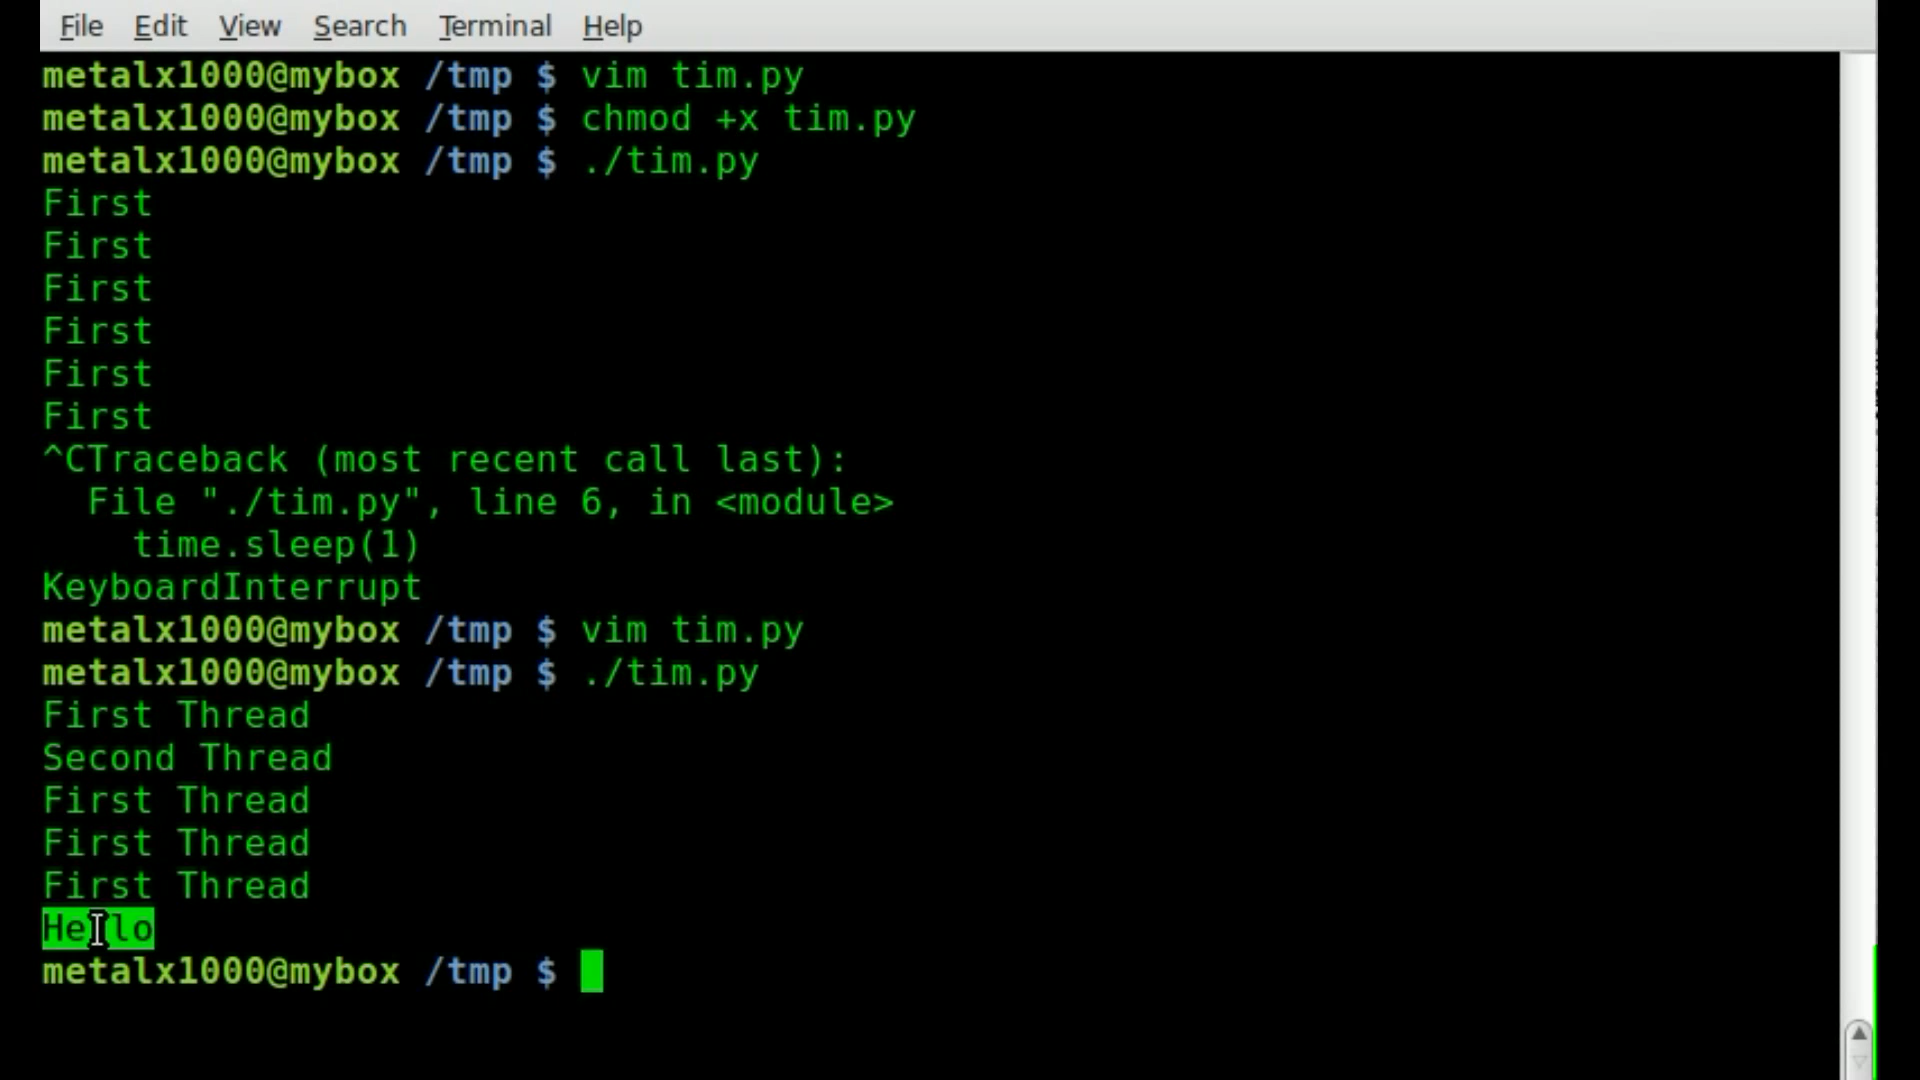 File Edit View Search Terminal Help
metalx1000@mybox /tmp $ vim tim.py
metalx1000@mybox /tmp $ chmod +x tim.py
metalx1000@mybox /tmp $ ./tim.py
First
First
First
First
First
First
^CTraceback (most recent call last):
  File "./tim.py", line 6, in <module>
    time.sleep(1)
KeyboardInterrupt
metalx1000@mybox /tmp $ vim tim.py
metalx1000@mybox /tmp $ ./tim.py
First Thread
Second Thread
First Thread
First Thread
First Thread
Hello
metalx1000@mybox /tmp $